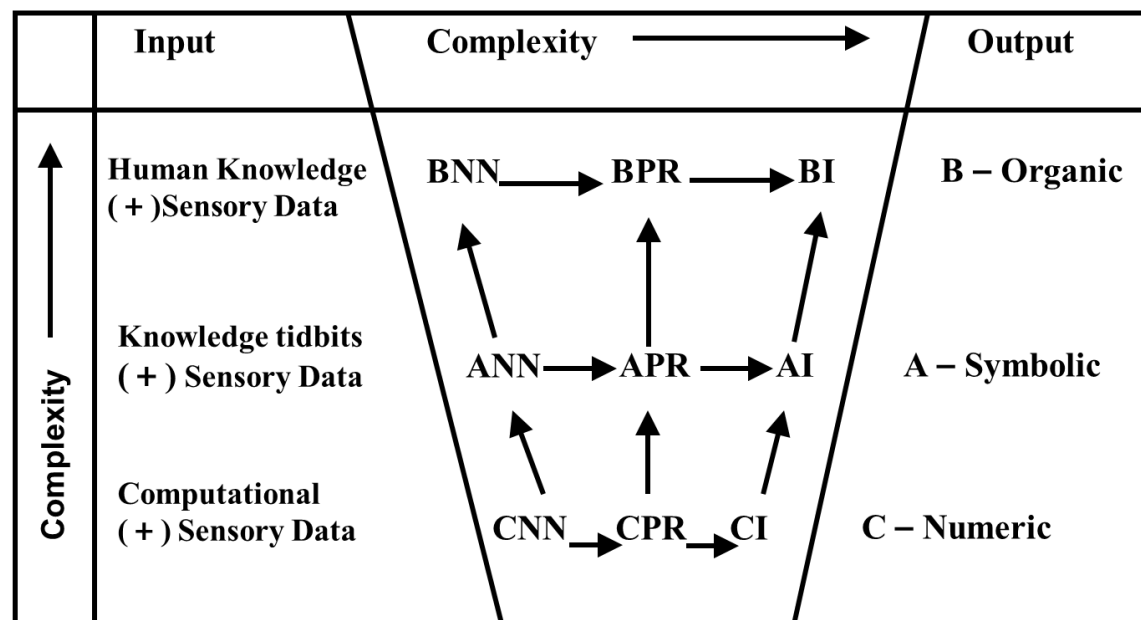 Input Complexity Output
Human Knowledge BNN BPR BI B – Organic
( + )Sensory Data
Knowledge tidbits
( + ) Sensory Data ANN APR AI A – Symbolic
Complexity
Computational
( + ) Sensory Data CNN CPR CI C – Numeric